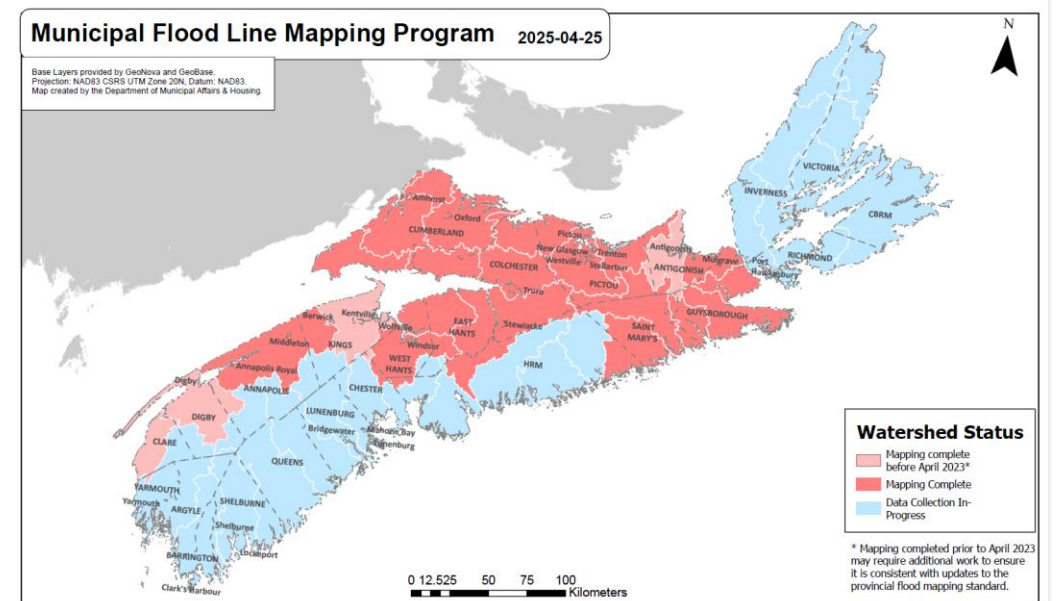 Municipal Flood Line Mapping Program 2025-04-25
Base Layers provided by GeoNova and GeoBase.
Projection: NAD83 CSRS UTM Zone 20N, Datum: NAD83.
Map created by the Department of Municipal Affairs & Housing.
N
VICTORIA
INVERNESS
CBRM
RICHMOND
Port
Hawkesbury
Amherst
Oxford
CUMBERLAND
Pictou
New Glasgow
Trenton
Westville
Stellarton
COLCHESTER
PICTOU
Antigonish
ANTIGONISH
Mulgrave
Truro
GUYSBOROUGH
SAINT
MARY'S
Stewiacke
EAST
HANTS
Berwick
Kentville
Wolfville
KINGS
Windsor
WEST
HANTS
Middleton
HRM
Annapolis Royal
ANNAPOLIS
Digby
DIGBY
CLARE
CHESTER
LUNENBURG
Bridgewater
Mahone Bay
Lunenburg
QUEENS
YARMOUTH
Yarmouth
ARGYLE
SHELBURNE
Shelburne
Lockeport
BARRINGTON
Clark's Harbour
0 12.525 50 75 100
Kilometers
Watershed Status
Mapping complete
before April 2023*
Mapping Complete
Data Collection In-
Progress
* Mapping completed prior to April 2023
may require additional work to ensure
it is consistent with updates to the
provincial flood mapping standard.